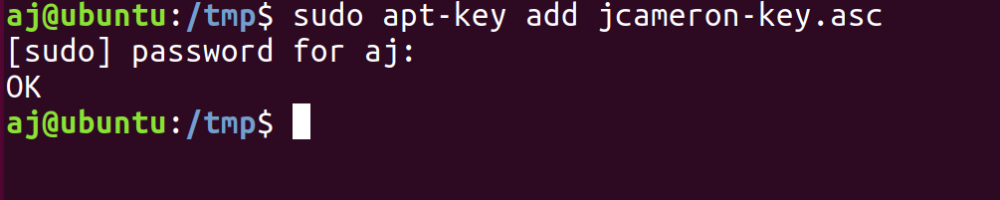 aj@ubuntu:/tmp$ sudo apt-key add jcameron-key.asc
[sudo] password for aj:
OK
aj@ubuntu:/tmp$